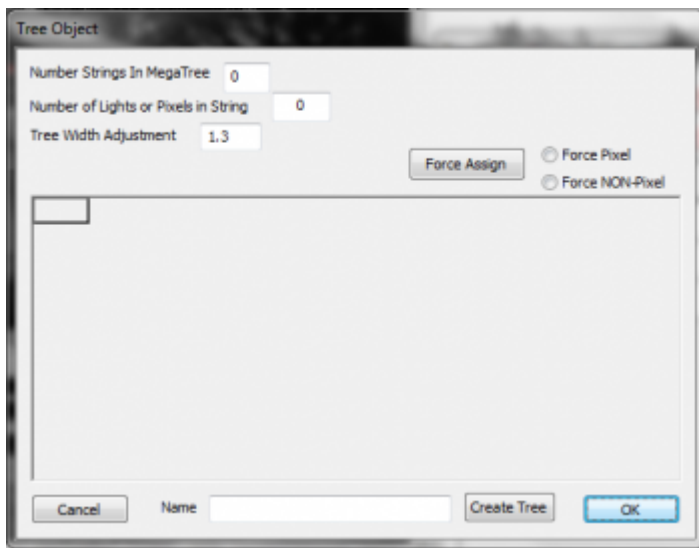 Tree Object
Number Strings In MegaTree 0
Number of Lights or Pixels in String 0
Tree Width Adjustment 1.3
Force Assign
Force Pixel
Force NON-Pixel
Cancel Name Create Tree OK